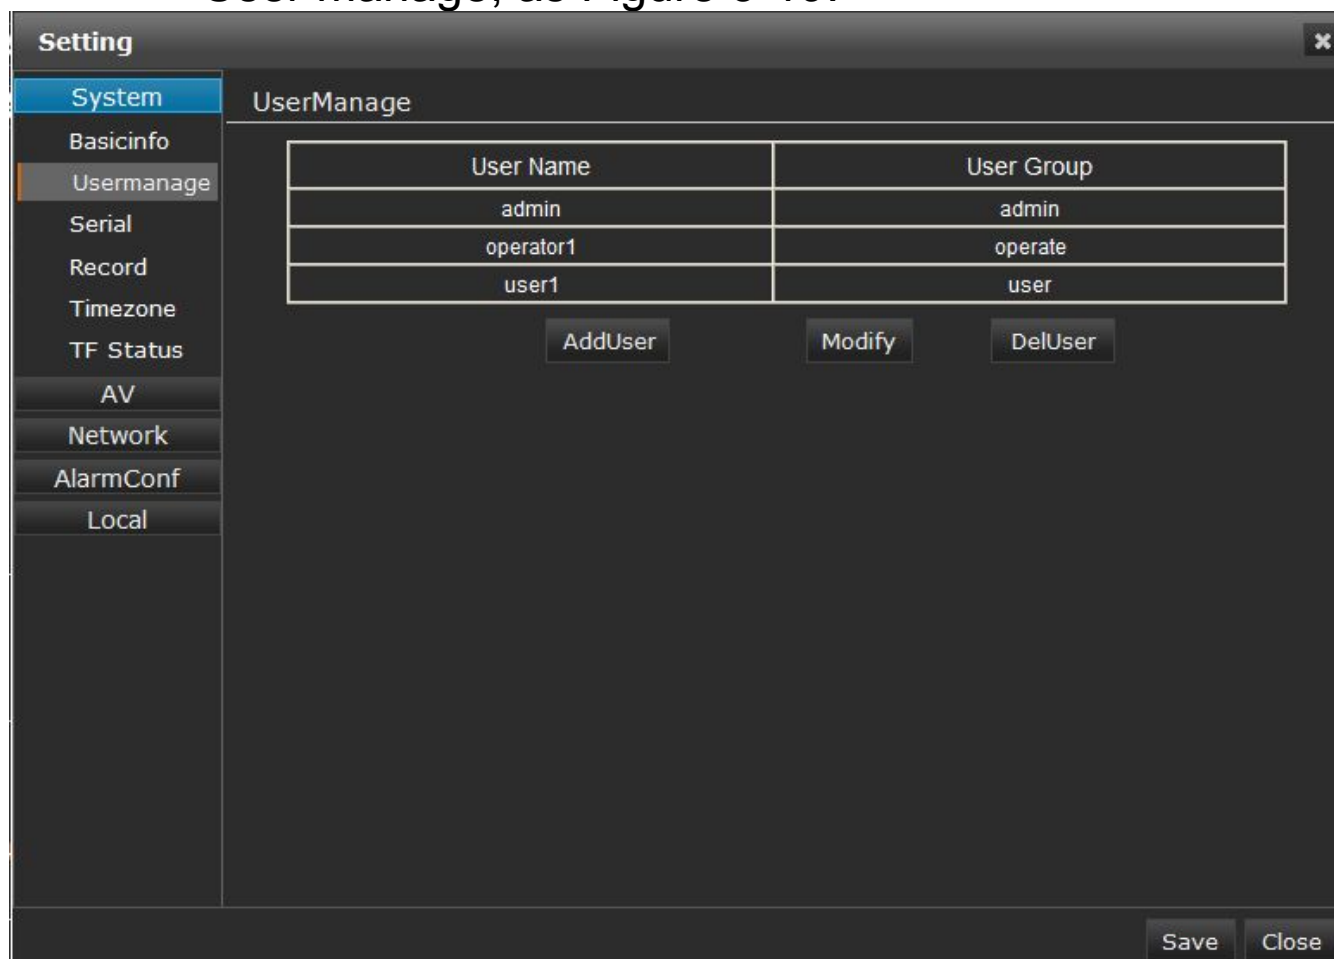 Setting
System
Basicinfo
Usermanage
Serial
Record
Timezone
TF Status
AV
Network
AlarmConf
Local
UserManage
User Name User Group
admin admin
operator1 operate
user1 user
AddUser Modify DelUser
Save Close